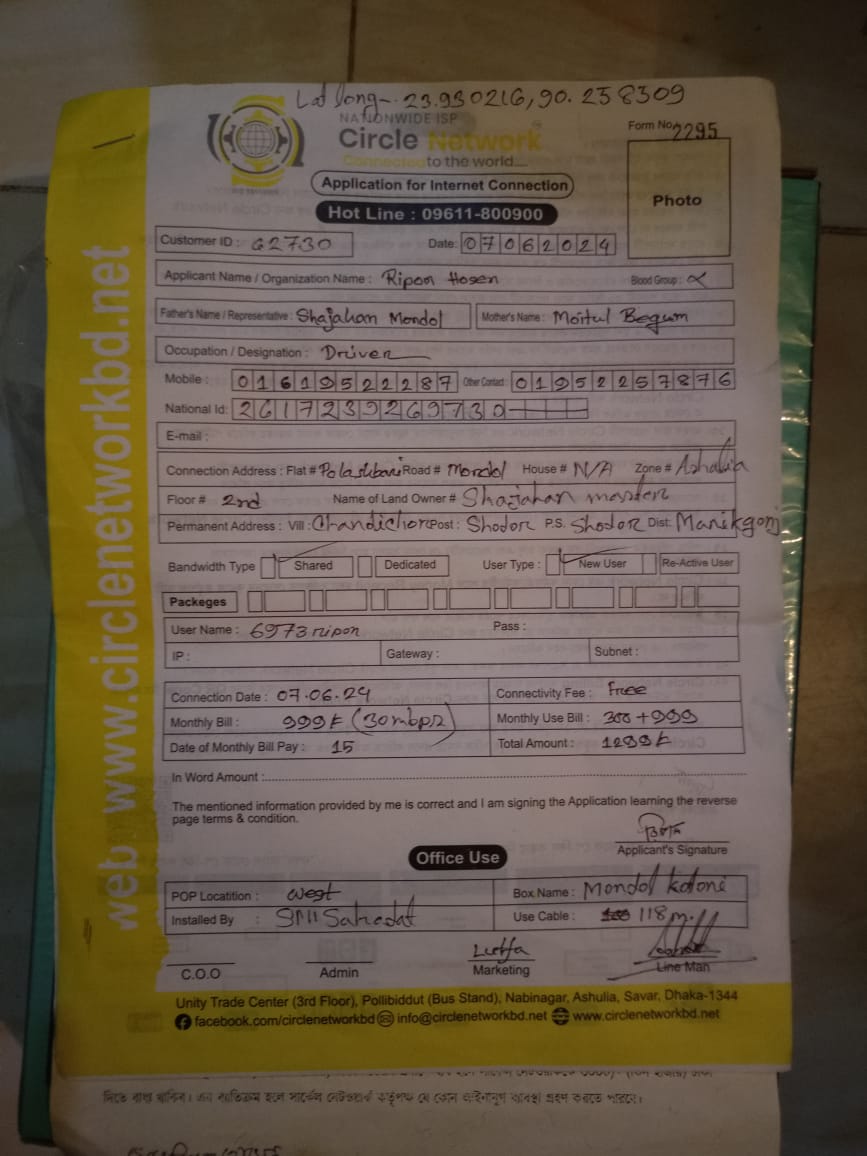 Lat long- 23.930216,90.258309
NATIONWIDE ISP
Circle Network
Connected to the world....
Form No. 2295
Application for Internet Connection
Photo
Hot Line : 09611-800900
Customer ID : G2730 Date: 07062024
Applicant Name / Organization Name : Ripon Hosen Blood Group :
Father's Name / Representative : Shajahan Mondol Mother's Name : Moitul Begum
Occupation / Designation : Driver
Mobile : 01619522287 Other Contact : 01952257876
National Id: 2617239269730
E-mail :
Connection Address : Flat # Polashbari Road # Mondol House # N/A Zone # Ashalia
Floor # 2nd Name of Land Owner # Shajahan master
Permanent Address : Vill : Chandichor Post : Shodor P.S. Shodor Dist: Manikgonj
Bandwidth Type Shared Dedicated User Type : New User Re-Active User
Packeges
User Name : 6973ripon Pass :
IP : Gateway : Subnet :
Connection Date : 07.06.24 Connectivity Fee : free
Monthly Bill : 999 (30mbps) Monthly Use Bill : 300+999
Date of Monthly Bill Pay : 15 Total Amount : 1299
In Word Amount :
The mentioned information provided by me is correct and I am signing the Application learning the reverse
page terms & condition.
Applicant's Signature
Office Use
POP Locatition : West Box Name : Mondol koloni
Installed By : Sahadat Use Cable : 118m.
Lutfa
C.O.O Admin Marketing Line Man
Unity Trade Center (3rd Floor), Pollibiddut (Bus Stand), Nabinagar, Ashulia, Savar, Dhaka-1344
facebook.com/circlenetworkbd info@circlenetworkbd.net www.circlenetworkbd.net
web: www.circlenetworkbd.net